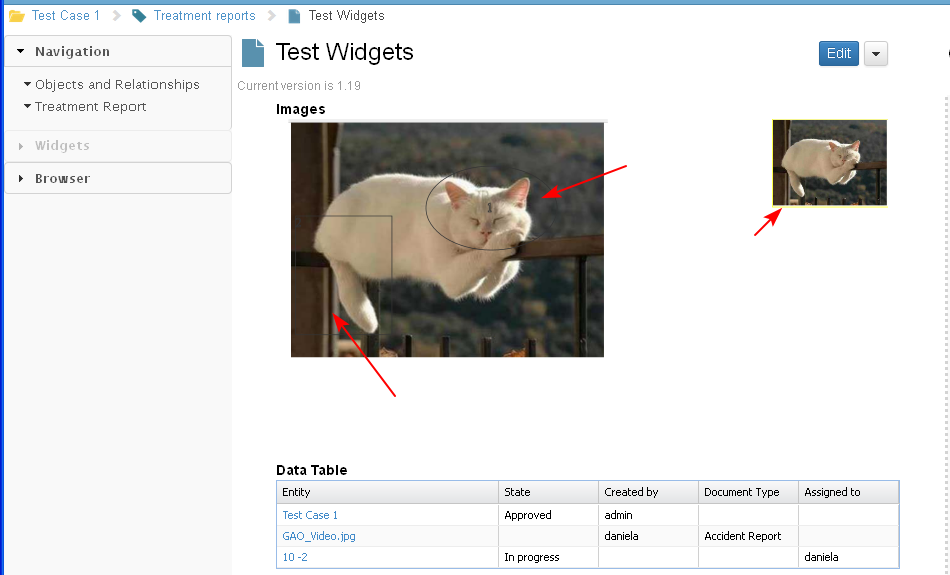 Test Case 1 Treatment reports Test Widgets
Navigation
Objects and Relationships
Treatment Report
Widgets
Browser
Test Widgets
Edit
Current version is 1.19
Images
1
Data Table
Entity State Created by Document Type Assigned to
Test Case 1 Approved admin
GAO_Video.jpg daniela Accident Report
10 -2 In progress daniela